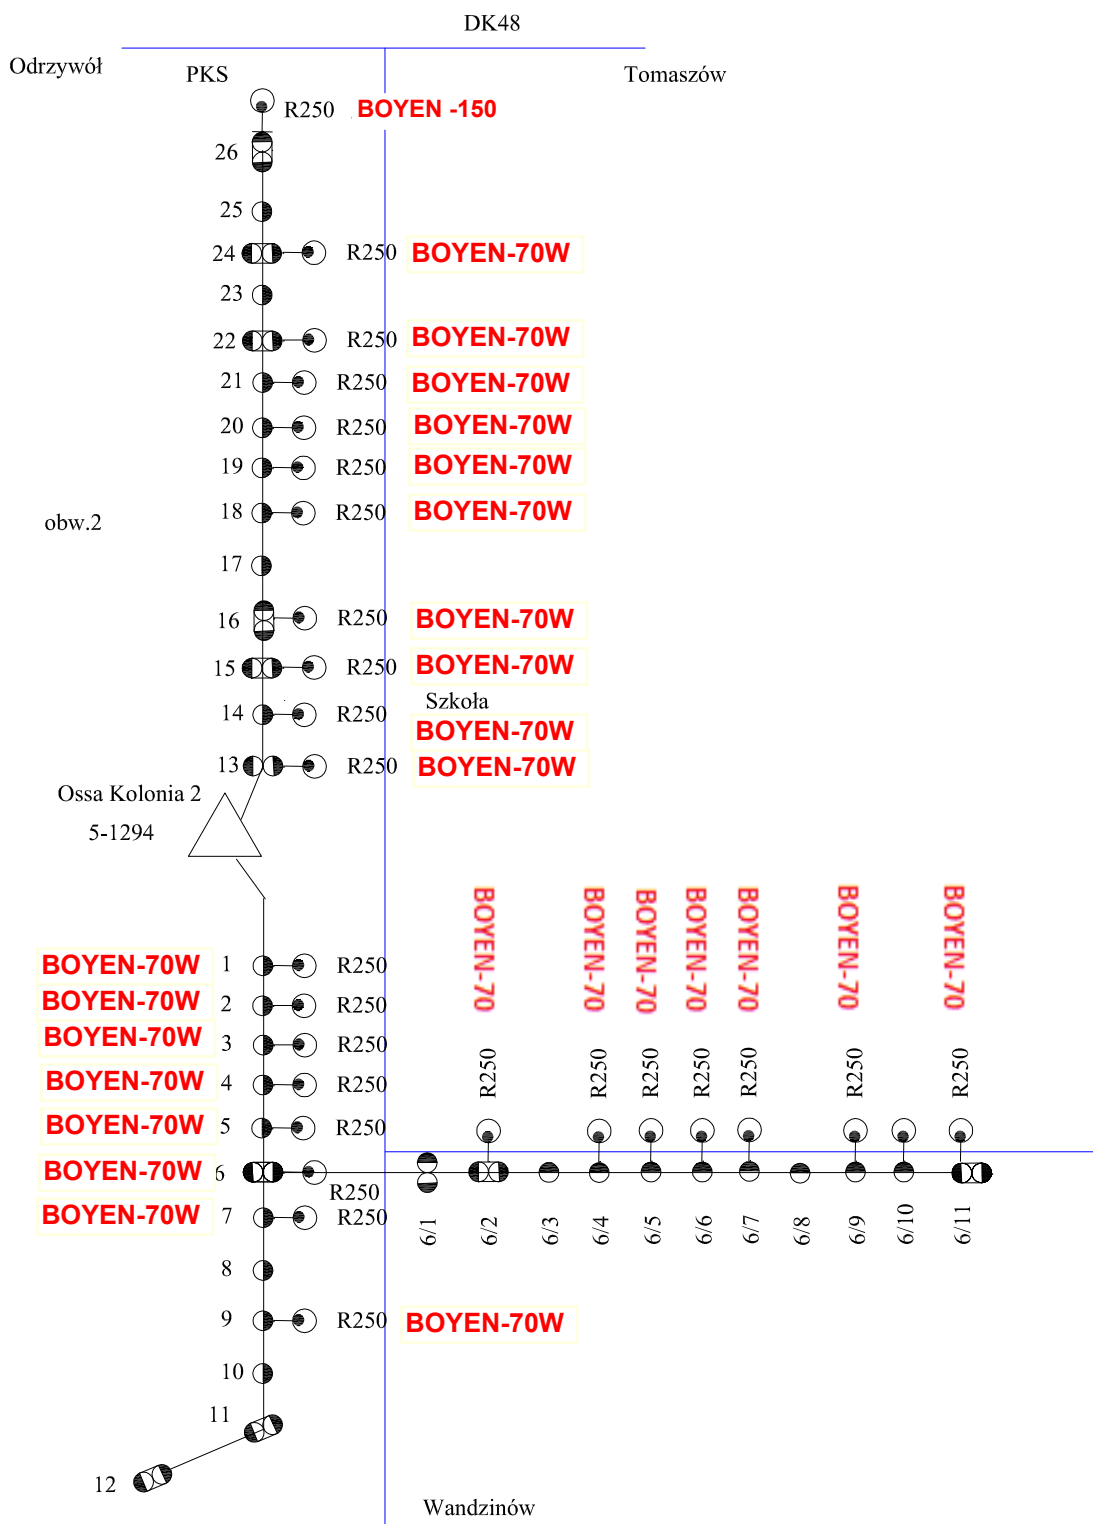 DK48
Odrzywół
PKS
Tomaszów
R250 BOYEN -150
26
25
24 R250 BOYEN-70W
23
22 R250 BOYEN-70W
21 R250 BOYEN-70W
20 R250 BOYEN-70W
19 R250 BOYEN-70W
18 R250 BOYEN-70W
obw.2
17
16 R250 BOYEN-70W
15 R250 BOYEN-70W
Szkoła
14 R250 BOYEN-70W
13 R250 BOYEN-70W
Ossa Kolonia 2
5-1294
BOYEN-70 BOYEN-70 BOYEN-70 BOYEN-70 BOYEN-70 BOYEN-70 BOYEN-70
BOYEN-70W 1 R250
BOYEN-70W 2 R250
BOYEN-70W 3 R250
BOYEN-70W 4 R250
R250 R250 R250 R250 R250 R250 R250
BOYEN-70W 5 R250
BOYEN-70W 6 R250
BOYEN-70W 7 R250
6/1 6/2 6/3 6/4 6/5 6/6 6/7 6/8 6/9 6/10 6/11
8
9 R250 BOYEN-70W
10
11
12
Wandzinów